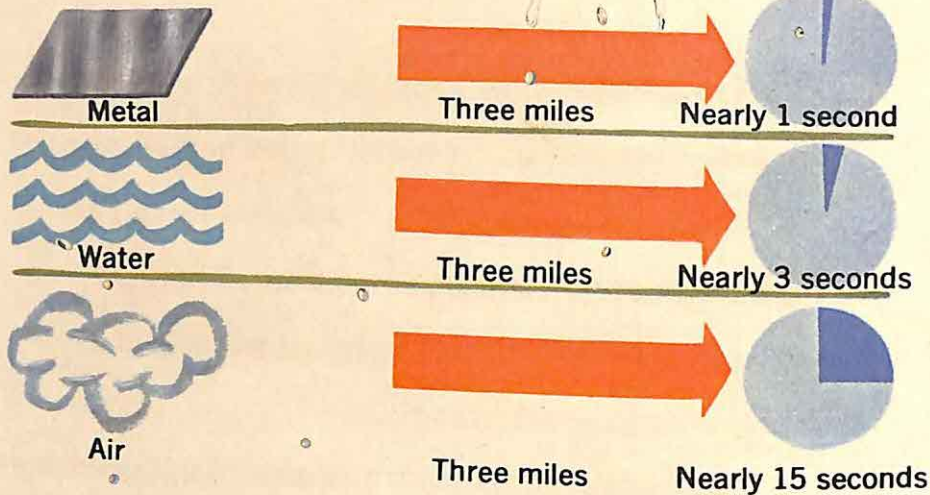 Metal Three miles Nearly 1 second
Water Three miles Nearly 3 seconds
Air Three miles Nearly 15 seconds